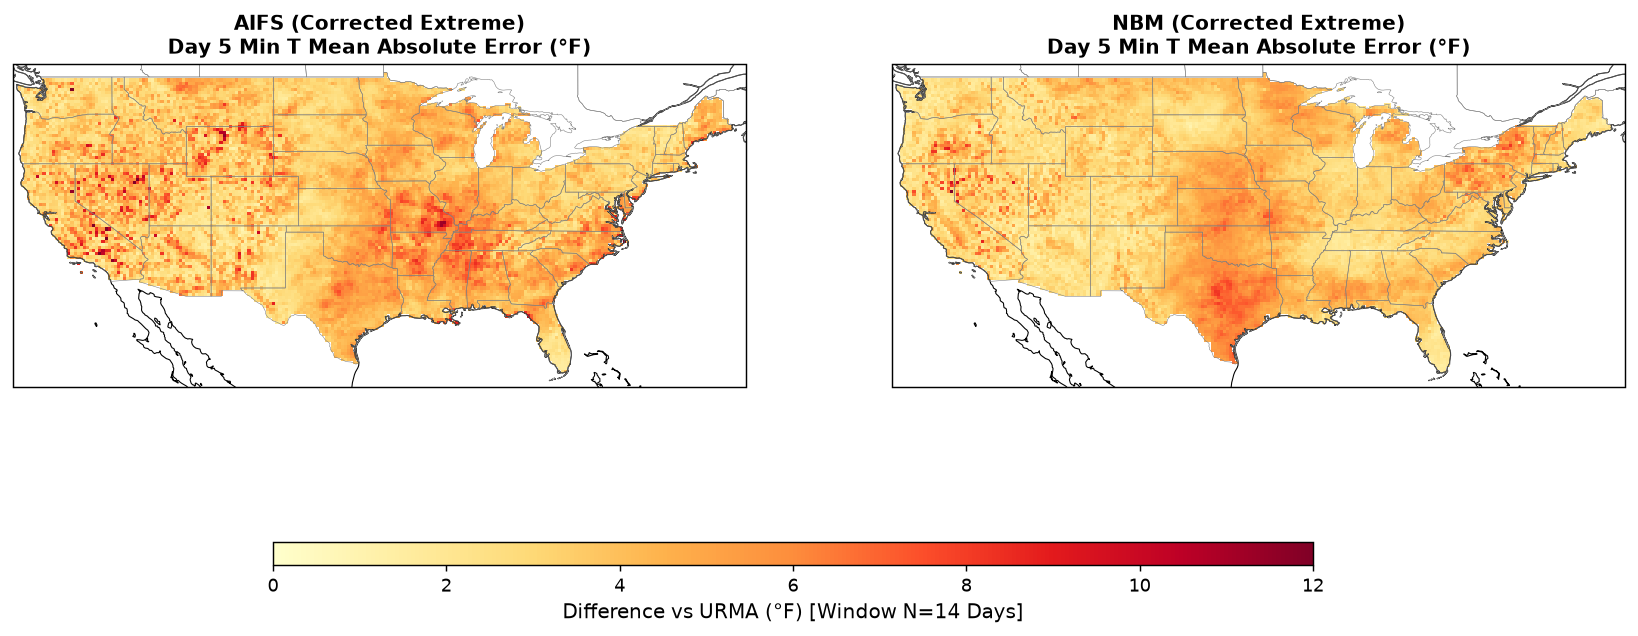 AIFS (Corrected Extreme)
Day 5 Min T Mean Absolute Error (°F)
NBM (Corrected Extreme)
Day 5 Min T Mean Absolute Error (°F)
0 2 4 6 8 10 12
Difference vs URMA (°F) [Window N=14 Days]